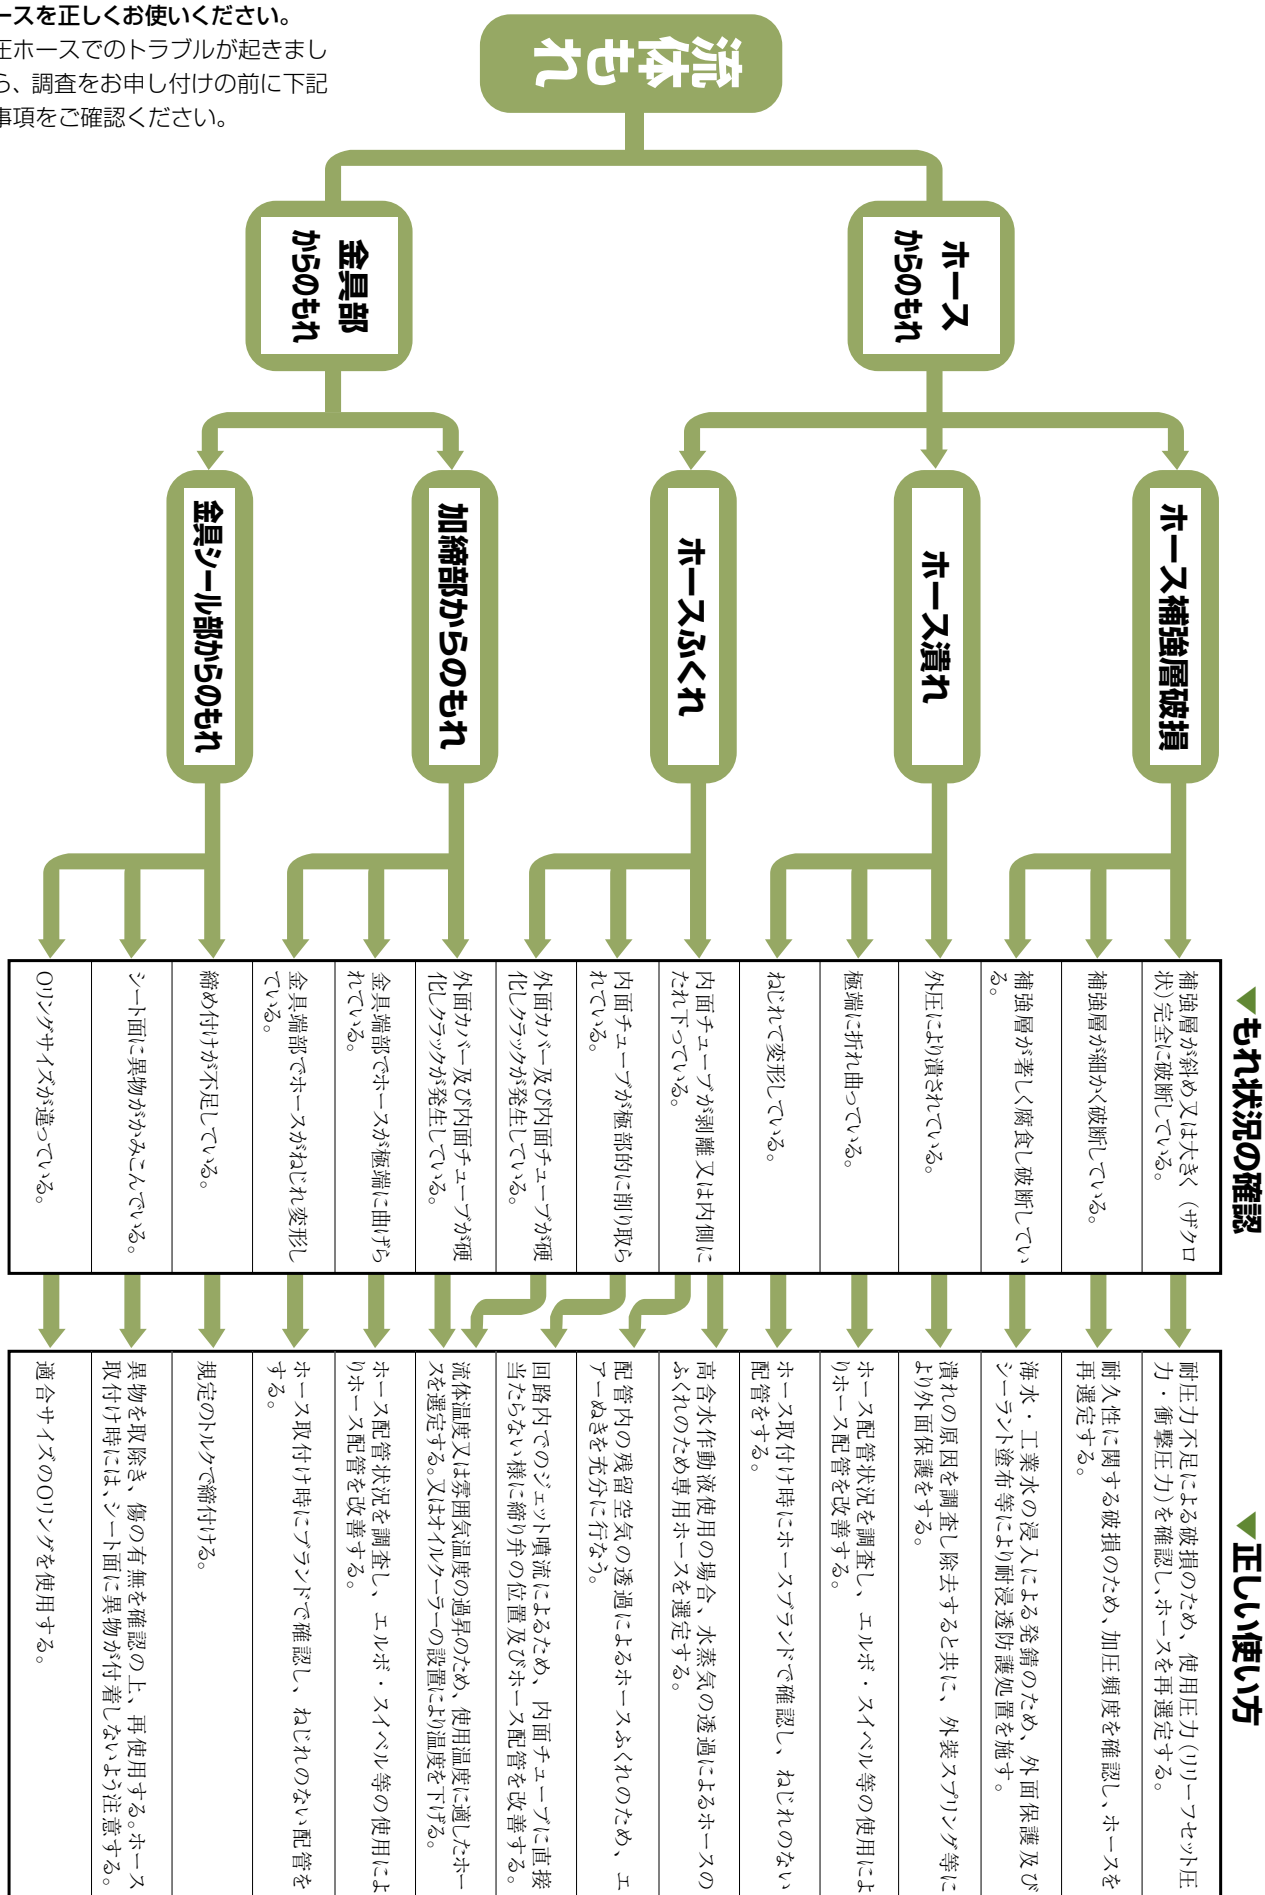 ースを正しくお使いください。
圧ホースでのトラブルが起きまし
ら、調査をお申し付けの前に下記
事項をご確認ください。
流体もれ
ホース
からのもれ
金具部
からのもれ
ホース補強層破損
ホース潰れ
ホースふくれ
加締部からのもれ
金具シール部からのもれ
▼もれ状況の確認
補強層が斜め又は大きく（ザクロ
状）完全に破断している。
補強層が細かく破断している。
補強層が著しく腐食し破断してい
る。
外圧により潰されている。
極端に折れ曲っている。
ねじれて変形している。
内面チューブが剥離又は内側に
たれ下っている。
内面チューブが極部的に削り取ら
れている。
外面カバー及び内面チューブが硬
化しクラックが発生している。
外面カバー及び内面チューブが硬
化しクラックが発生している。
金具端部でホースが極端に曲げら
れている。
金具端部でホースがねじれ変形し
ている。
締め付けが不足している。
シート面に異物がかみこんでいる。
Oリングサイズが違っている。
▼正しい使い方
耐圧力不足による破損のため、使用圧力（リリーフセット圧
力・衝撃圧力）を確認し、ホースを再選定する。
耐久性に関する破損のため、加圧頻度を確認し、ホースを
再選定する。
海水・工業水の浸入による発錆のため、外面保護及び
シーラント塗布等により耐浸透防護処置を施す。
潰れの原因を調査し除去すると共に、外装スプリング等に
より外面保護をする。
ホース配管状況を調査し、エルボ・スイベル等の使用によ
りホース配管を改善する。
ホース取付け時にホースブランドで確認し、ねじれのない
配管をする。
高含水作動液使用の場合、水蒸気の透過によるホースの
ふくれのため専用ホースを選定する。
配管内の残留空気の透過によるホースふくれのため、エ
アーぬきを充分に行なう。
回路内でのジェット噴流によるため、内面チューブに直接
当たらない様に締り弁の位置及びホース配管を改善する。
流体温度又は雰囲気温度の過昇のため、使用温度に適したホー
スを選定する。又はオイルクーラーの設置により温度を下げる。
ホース配管状況を調査し、エルボ・スイベル等の使用によ
りホース配管を改善する。
ホース取付け時にブランドで確認し、ねじれのない配管を
する。
規定のトルクで締付ける。
異物を取除き、傷の有無を確認の上、再使用する。ホース
取付け時には、シート面に異物が付着しないよう注意する。
適合サイズのOリングを使用する。